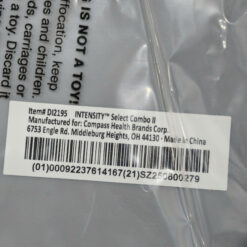 IS NOT A TOY!
ffocation, keep
es and children.
ds, carriages or
Discard it
Item# DI2195 INTENSITY™ Select Combo II
Manufactured for: Compass Health Brands Corp.
6753 Engle Rd. Middleburg Heights, OH 44130 · Made in China
(01)00092237614167(21)SZ250600279